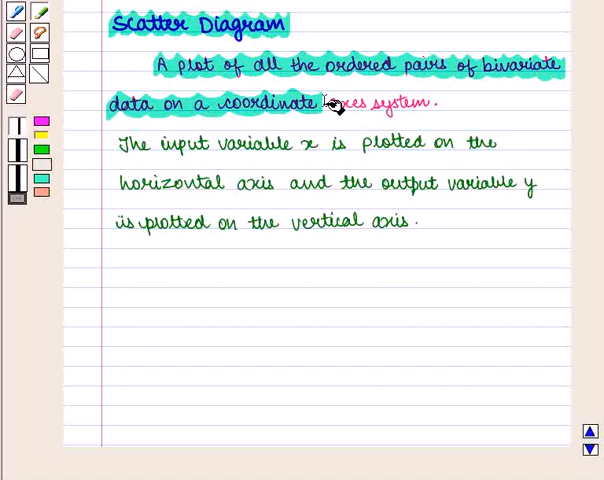 Scatter Diagram
A plot of all the ordered pairs of bivariate
data on a coordinate axes system.
The input variable x is plotted on the
horizontal axis and the output variable y
is plotted on the vertical axis.